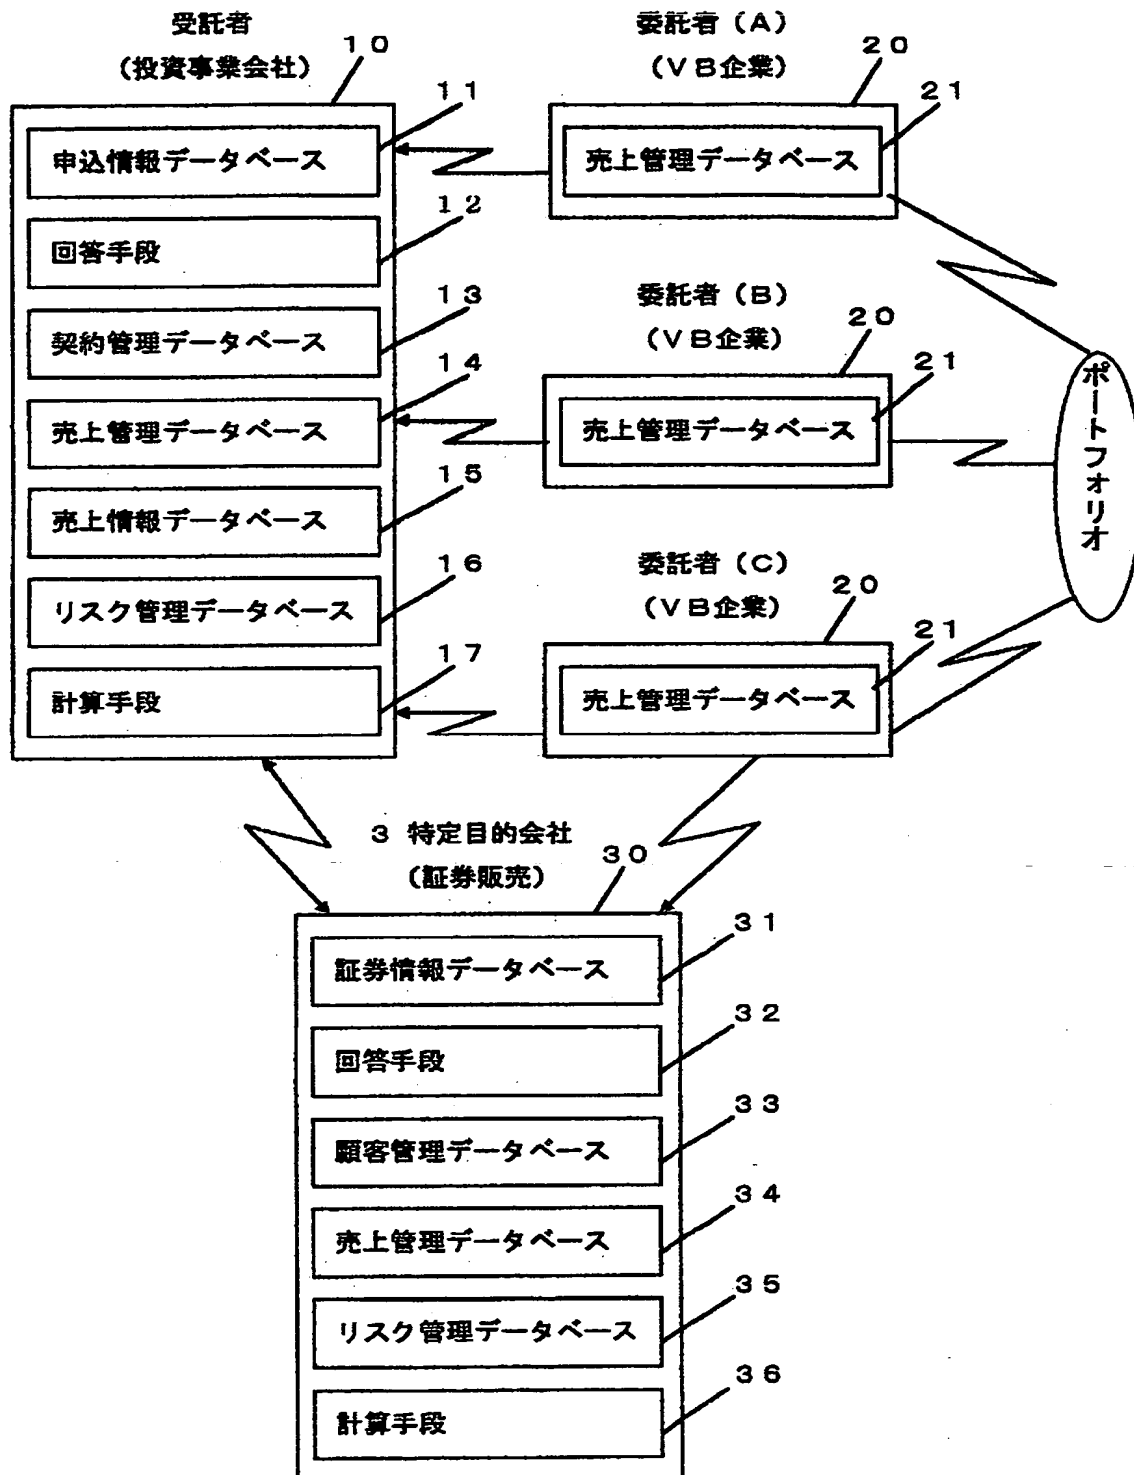 受託者
(投資事業会社)
10
申込情報データベース
11
回答手段
12
契約管理データベース
13
売上管理データベース
14
売上情報データベース
15
リスク管理データベース
16
計算手段
17
委託者(A)
(VB企業)
20
売上管理データベース
21
委託者(B)
(VB企業)
20
売上管理データベース
21
委託者(C)
(VB企業)
20
売上管理データベース
21
ポートフォリオ
3 特定目的会社
(証券販売)
30
証券情報データベース
31
回答手段
32
顧客管理データベース
33
売上管理データベース
34
リスク管理データベース
35
計算手段
36